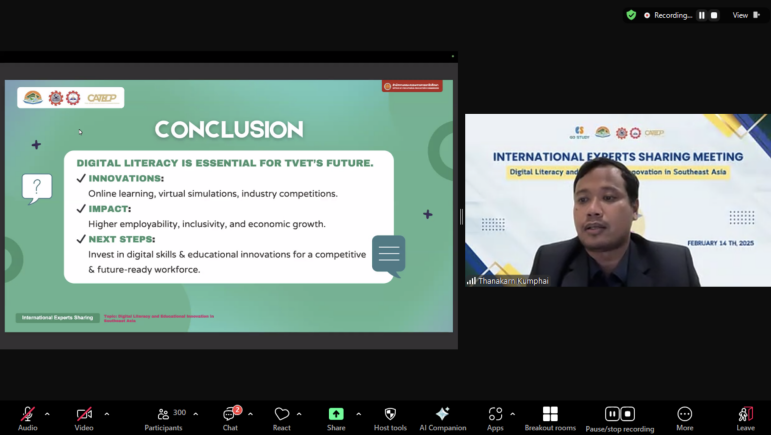 Recording...
View
CATECP
CONCLUSION
DIGITAL LITERACY IS ESSENTIAL FOR TVET'S FUTURE.
✓ INNOVATIONS:
Online learning, virtual simulations, industry competitions.
✓ IMPACT:
Higher employability, inclusivity, and economic growth.
✓ NEXT STEPS:
Invest in digital skills & educational innovations for a competitive
& future-ready workforce.
?
International Experts Sharing
Topic: Digital Literacy and Educational Innovation in
Southeast Asia
GO STUDY
CATECP
INTERNATIONAL EXPERTS SHARING MEETING
Digital Literacy and
Innovation in Southeast Asia
FEBRUARY 14 TH, 2025
Thanakarn Kumphai
Audio
Video
Participants
300
Chat
2
React
Share
Host tools
AI Companion
Apps
Breakout rooms
Pause/stop recording
More
Leave